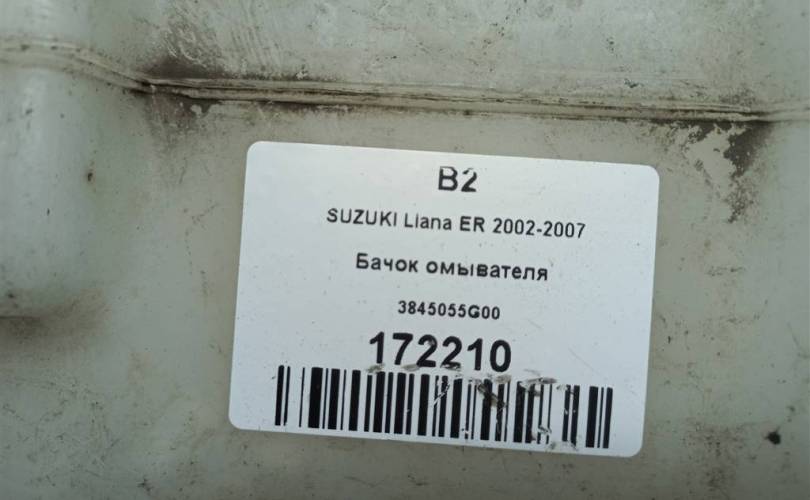 B2
SUZUKI Liana ER 2002-2007
Бачок омывателя
3845055G00
172210